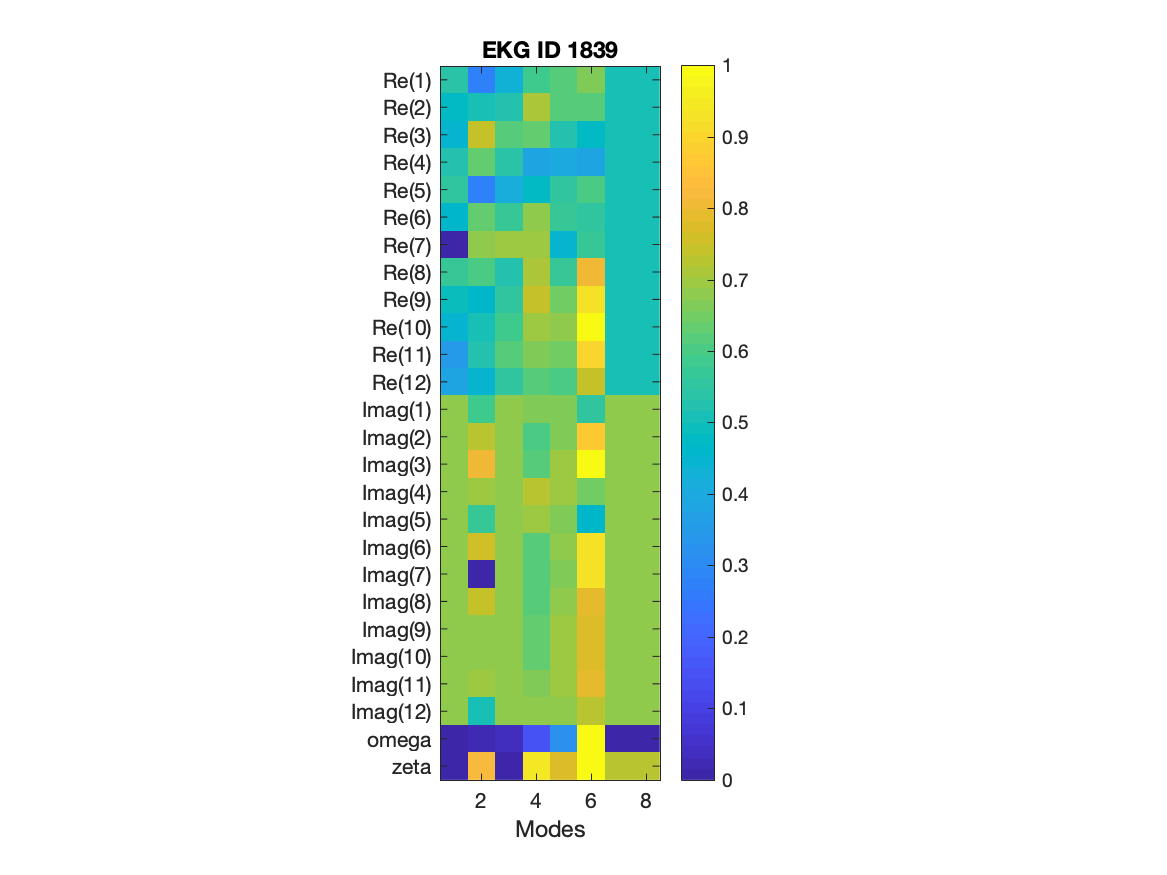 EKG ID 1839
Re(1)
Re(2)
Re(3)
Re(4)
Re(5)
Re(6)
Re(7)
Re(8)
Re(9)
Re(10)
Re(11)
Re(12)
Imag(1)
Imag(2)
Imag(3)
Imag(4)
Imag(5)
Imag(6)
Imag(7)
Imag(8)
Imag(9)
Imag(10)
Imag(11)
Imag(12)
omega
zeta
2 4 6 8
Modes
1
0.9
0.8
0.7
0.6
0.5
0.4
0.3
0.2
0.1
0